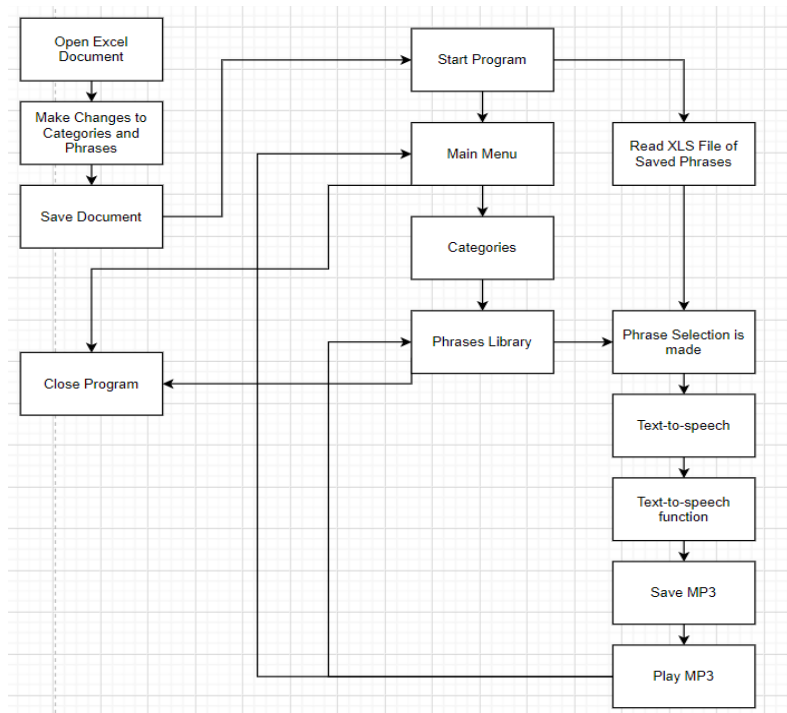 Open Excel
Document
Make Changes to
Categories and
Phrases
Save Document
Close Program
Start Program
Main Menu
Categories
Phrases Library
Read XLS File of
Saved Phrases
Phrase Selection is
made
Text-to-speech
Text-to-speech
function
Save MP3
Play MP3